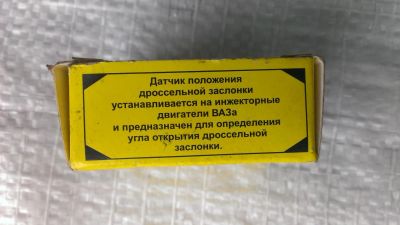 Датчик положения
дроссельной заслонки
устанавливается на инжекторные
двигатели ВАЗа
и предназначен для определения
угла открытия дроссельной
заслонки.